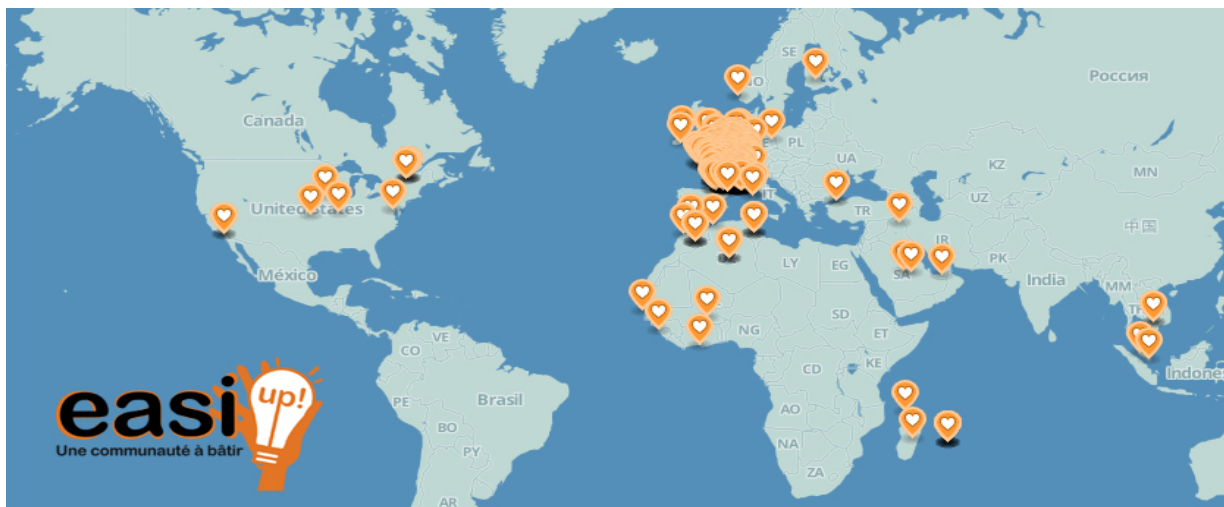 SE
NO
Россия
Canada
PL
UA
KZ
MN
United States
IT
TR
UZ
中国
IR
PK
México
LY
EG
SA
India
MM
TH
NG
SD
ET
VE
CO
CD
KE
Indones
easi up!
Une communauté à bâtir
PE
Brasil
AO
BO
NA
PY
ZA
AR